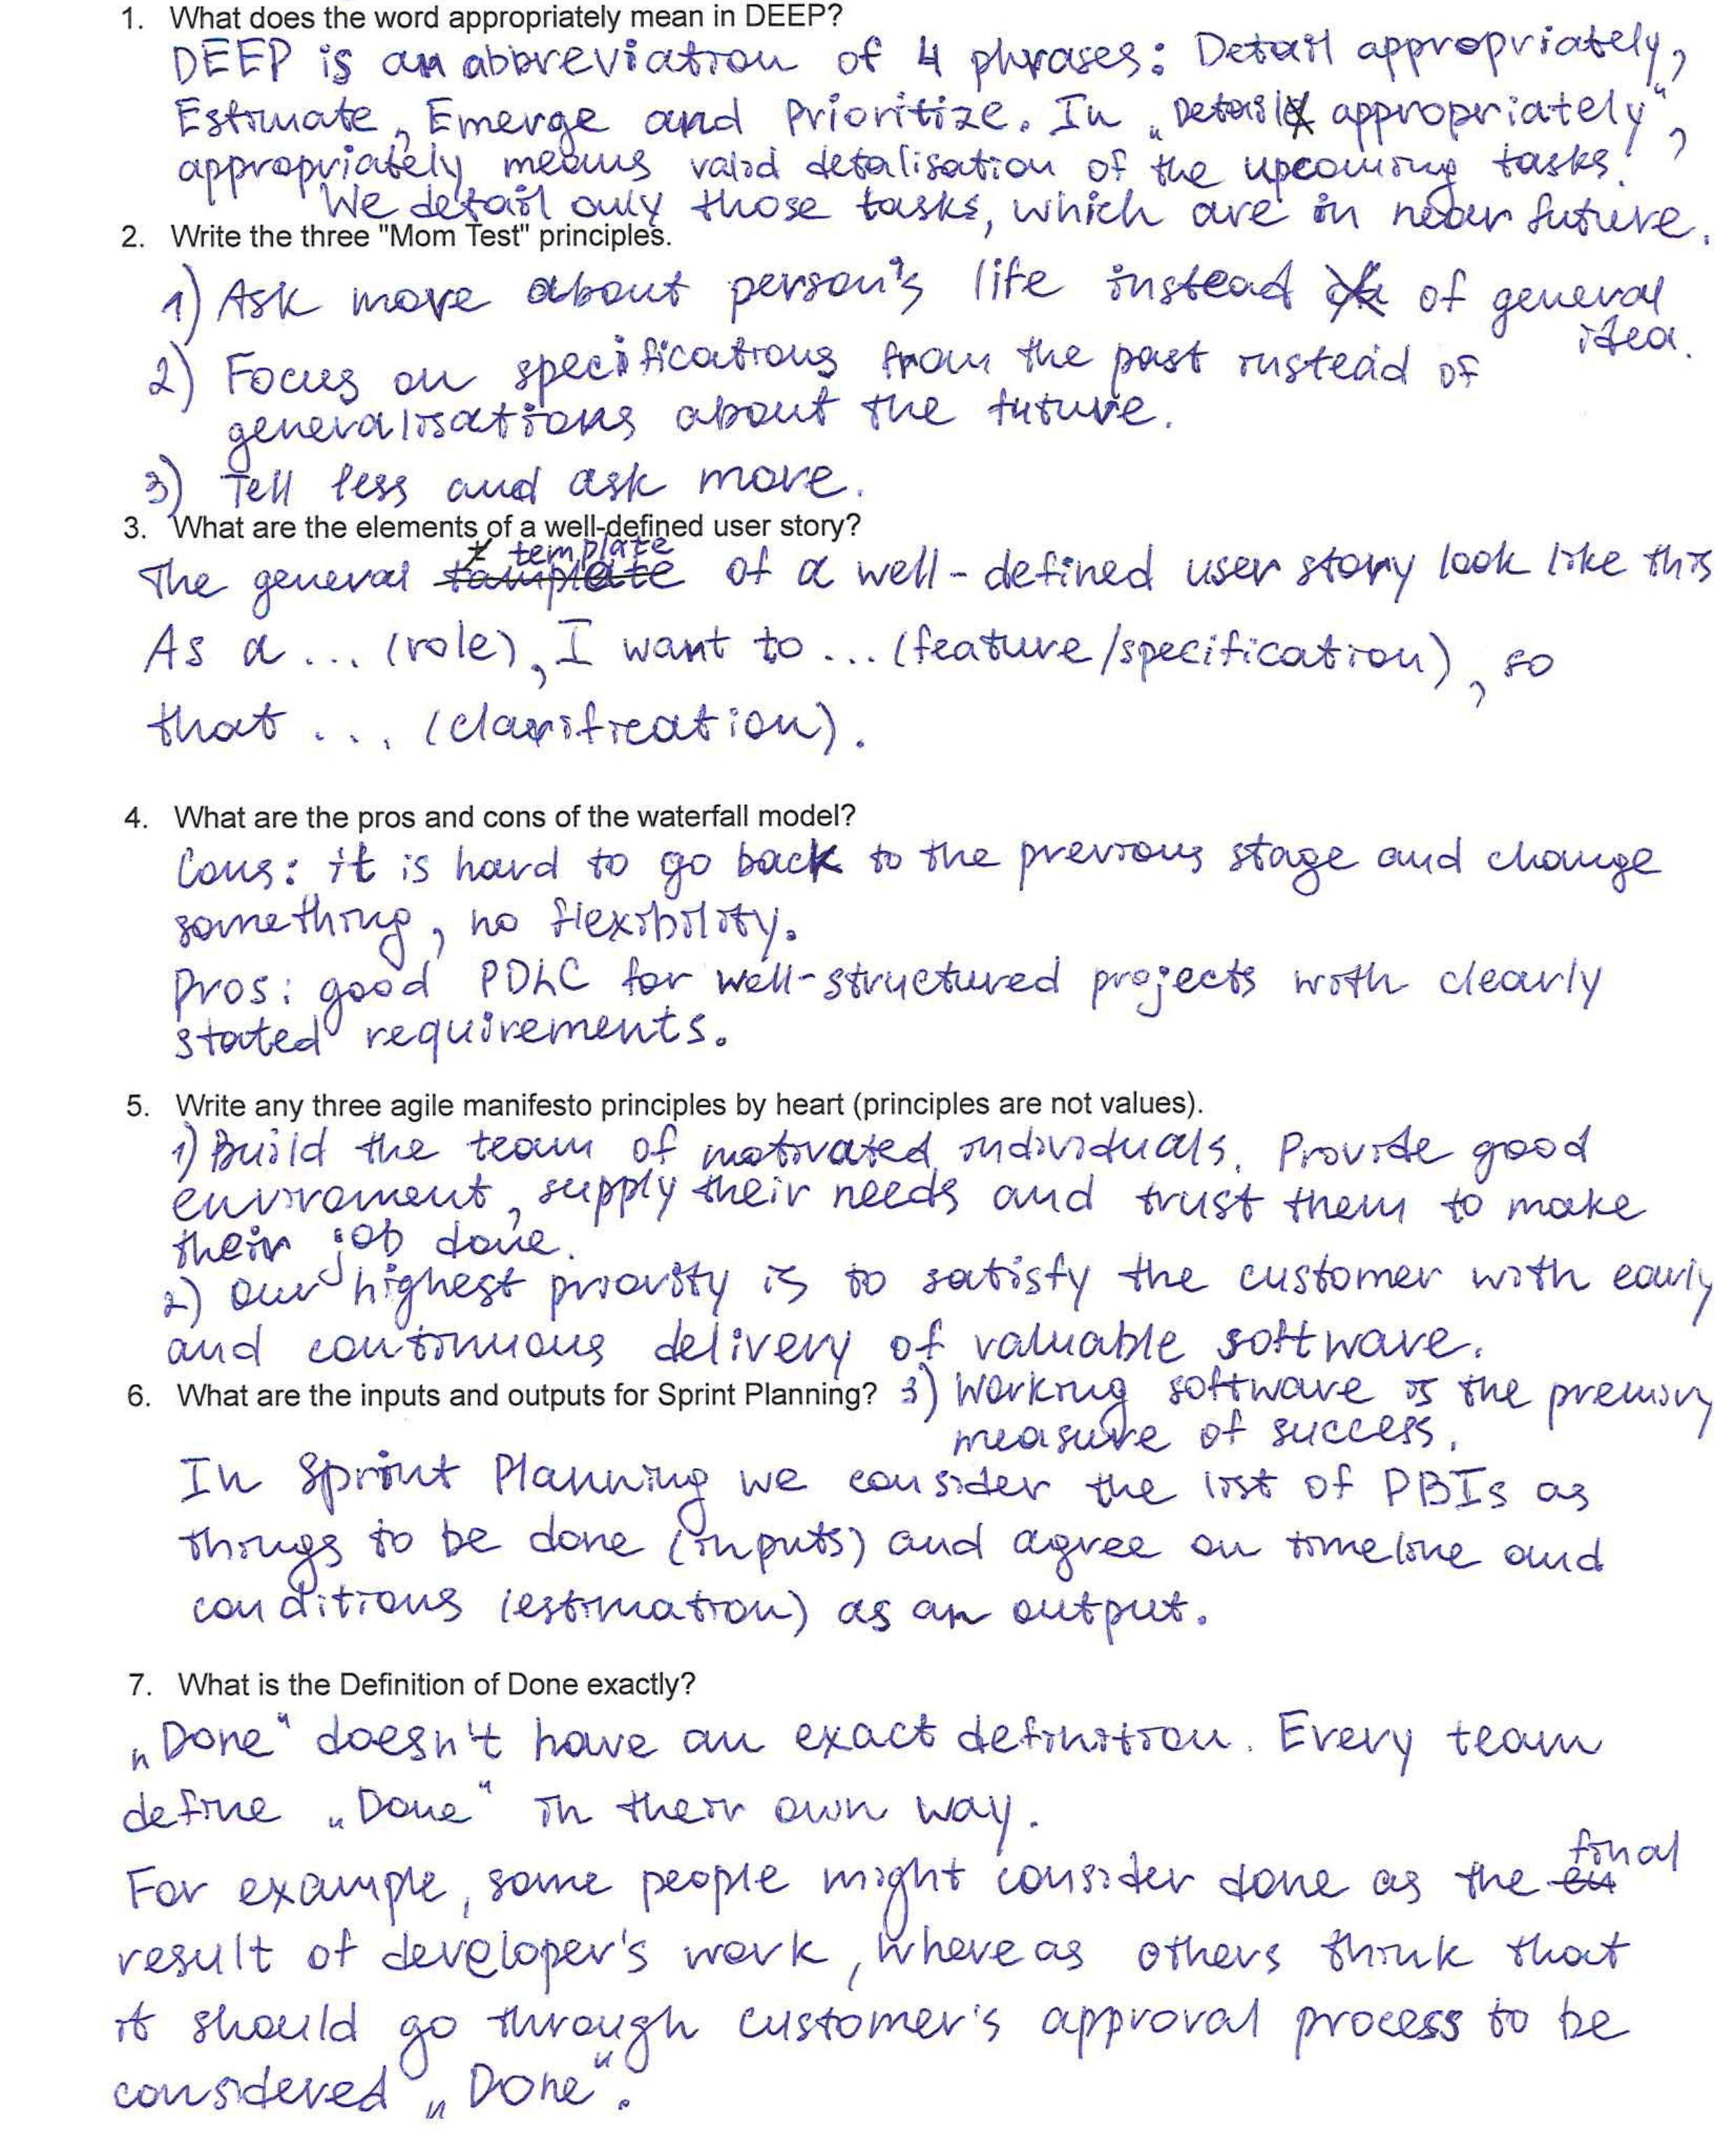 1. What does the word appropriately mean in DEEP?
DEEP is an abbreviation of 4 phrases: Detail appropriately,
Estimate, Emerge and Prioritize. In „Detail appropriately“,
appropriately means valid detalisation of the upcoming tasks.
We detail only those tasks, which are in near future.
2. Write the three "Mom Test" principles.
1) Ask more about person's life instead of general
idea.
2) Focus on specifications from the past instead of
generalisations about the future.
3) Tell less and ask more.
3. What are the elements of a well-defined user story?
template
The general tamplate of a well-defined user story look like this
As a ... (role), I want to ... (feature/specification), so
that ... (clarification).
4. What are the pros and cons of the waterfall model?
Cons: it is hard to go back to the previous stage and change
something, no flexibility.
Pros: good PDLC for well-structured projects with clearly
stated requirements.
5. Write any three agile manifesto principles by heart (principles are not values).
1) Build the team of motivated individuals. Provide good
enviroment, supply their needs and trust them to make
their job done.
2) Our highest priority is to satisfy the customer with early
and continuous delivery of valuable software.
6. What are the inputs and outputs for Sprint Planning? 3) Working software is the premiry
measure of success.
In Sprint Planning we consider the list of PBIs as
things to be done (inputs) and agree on timeline and
conditions (estimation) as an output.
7. What is the Definition of Done exactly?
„Done“ doesn't have an exact definition. Every team
define „Done“ in their own way.
final
For example, some people might consider done as the en
result of developer's work, whereas others think that
it should go through customer's approval process to be
considered „Done“.